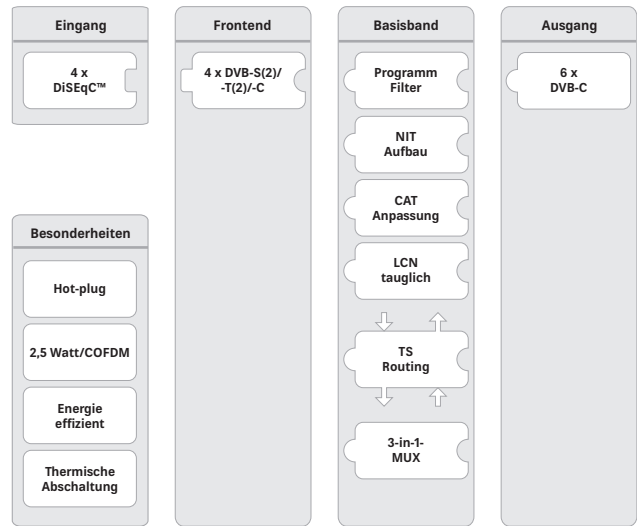 Eingang
4 x
DiSEqC™
Besonderheiten
Hot-plug
2,5 Watt/COFDM
Energie
effizient
Thermische
Abschaltung
Frontend
4 x DVB-S(2)/
-T(2)/-C
Basisband
Programm
Filter
NIT
Aufbau
CAT
Anpassung
LCN
tauglich
TS
Routing
3-in-1-
MUX
Ausgang
6 x
DVB-C